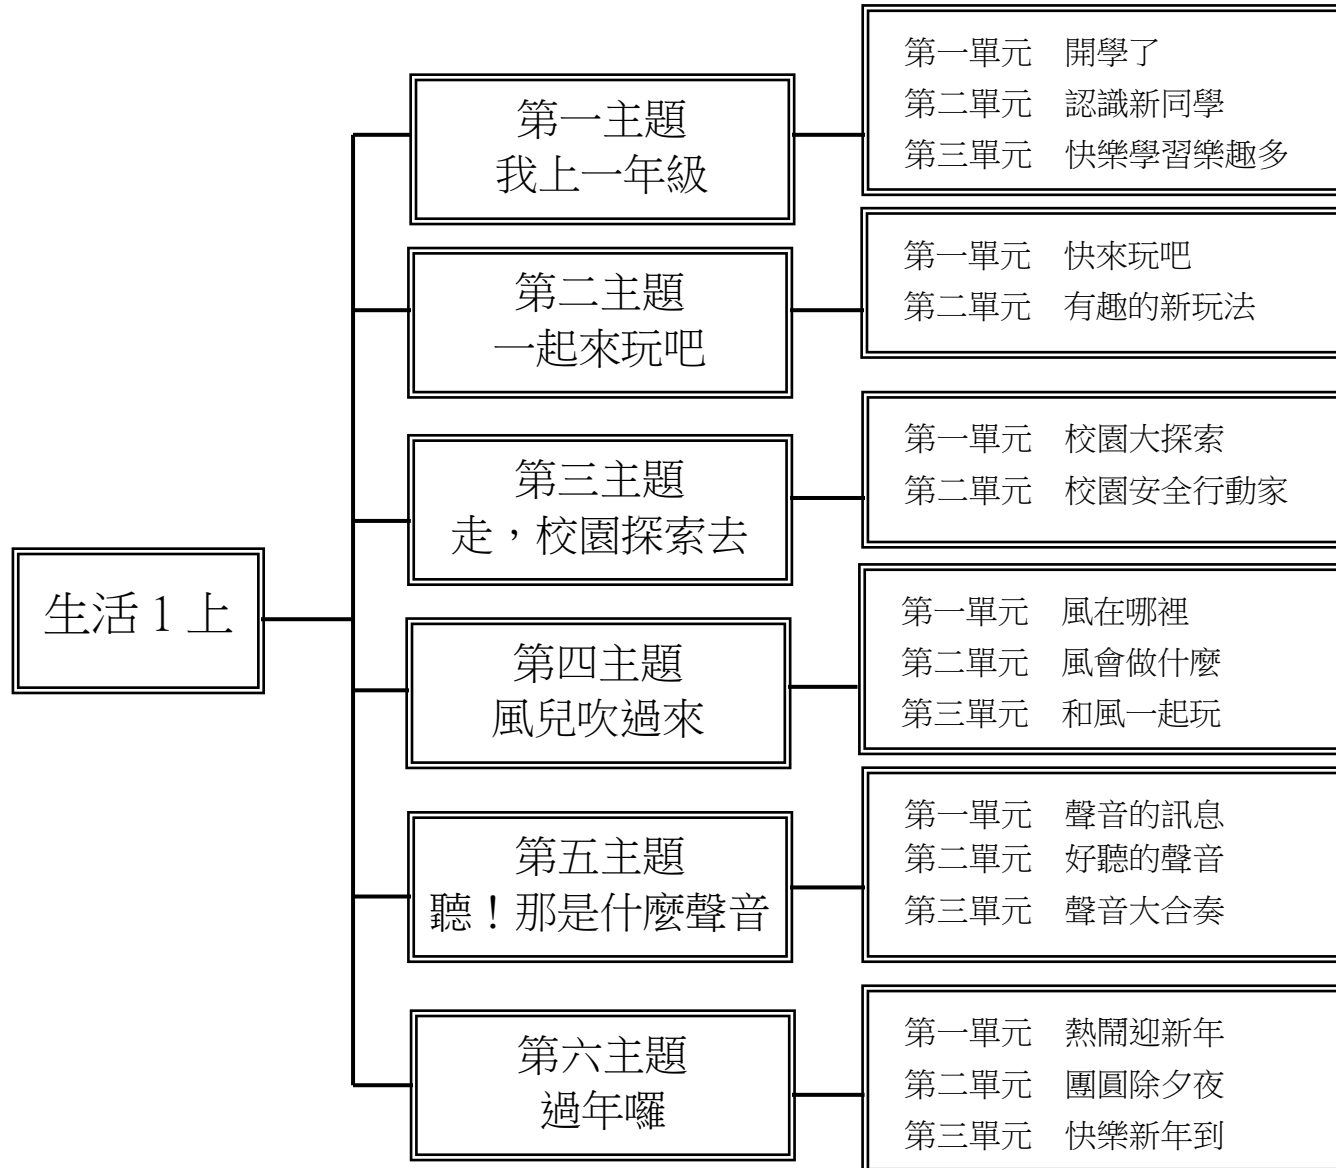 生活1上
第一主題
我上一年級
第一單元　開學了
第二單元　認識新同學
第三單元　快樂學習樂趣多
第二主題
一起來玩吧
第一單元　快來玩吧
第二單元　有趣的新玩法
第三主題
走，校園探索去
第一單元　校園大探索
第二單元　校園安全行動家
第四主題
風兒吹過來
第一單元　風在哪裡
第二單元　風會做什麼
第三單元　和風一起玩
第五主題
聽！那是什麼聲音
第一單元　聲音的訊息
第二單元　好聽的聲音
第三單元　聲音大合奏
第六主題
過年囉
第一單元　熱鬧迎新年
第二單元　團圓除夕夜
第三單元　快樂新年到